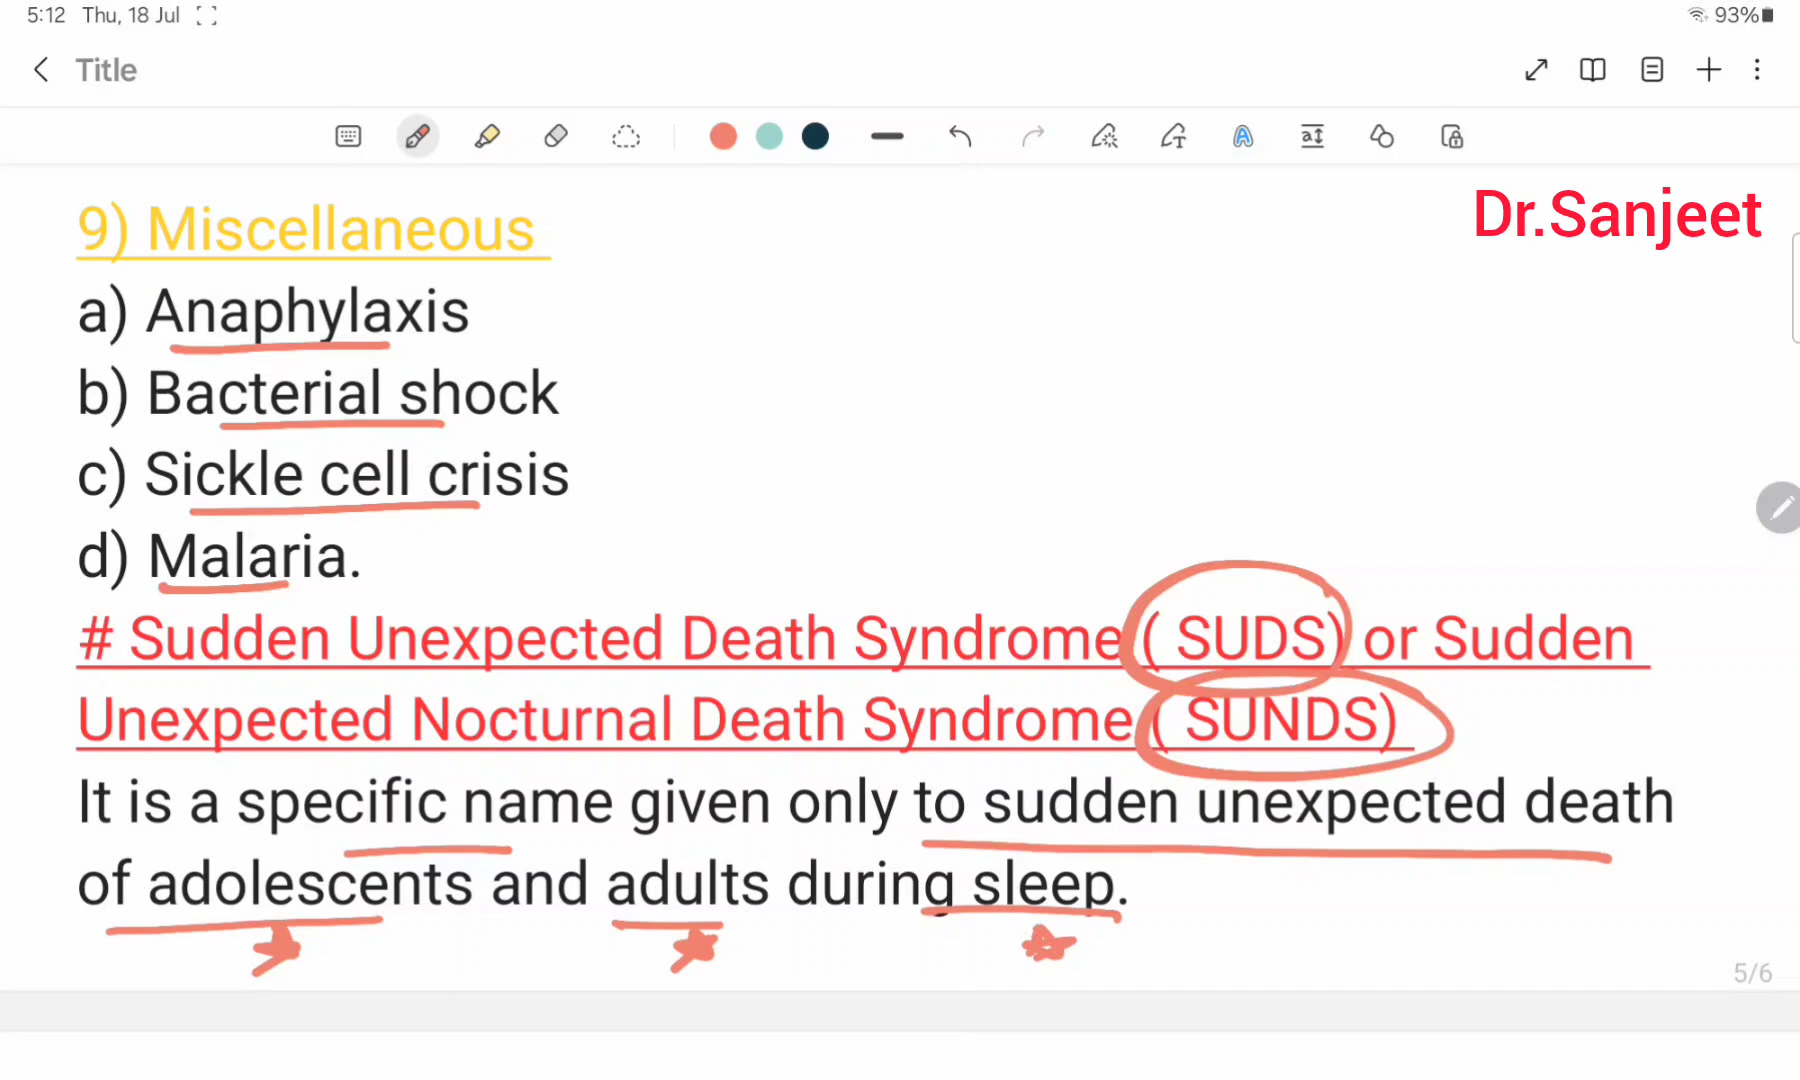 5:12 Thu, 18 Jul 93%
Title
Dr.Sanjeet
9) Miscellaneous
a) Anaphylaxis
b) Bacterial shock
c) Sickle cell crisis
d) Malaria.
# Sudden Unexpected Death Syndrome ( SUDS) or Sudden
Unexpected Nocturnal Death Syndrome ( SUNDS)
It is a specific name given only to sudden unexpected death
of adolescents and adults during sleep.
5/6